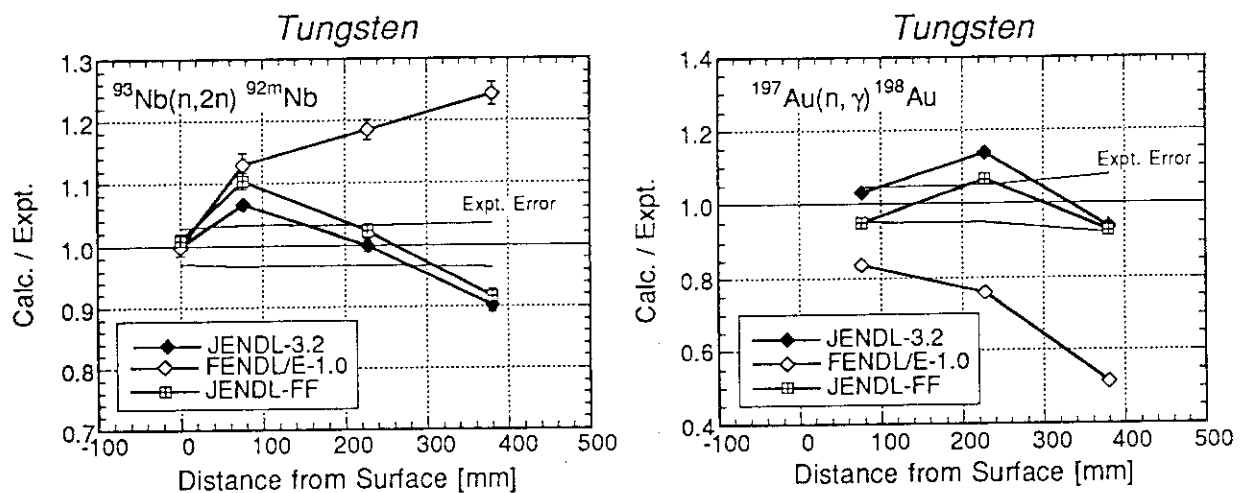 Tungsten
1.3
1.2
1.1
1.0
0.9
0.8
0.7
-100 0 100 200 300 400 500
Calc. / Expt.
Distance from Surface [mm]
⁹³Nb(n,2n) ⁹²ᵐNb
Expt. Error
JENDL-3.2
FENDL/E-1.0
JENDL-FF
Tungsten
1.4
1.2
1.0
0.8
0.6
0.4
-100 0 100 200 300 400 500
Calc. / Expt.
Distance from Surface [mm]
¹⁹⁷Au(n, γ) ¹⁹⁸Au
Expt. Error
JENDL-3.2
FENDL/E-1.0
JENDL-FF